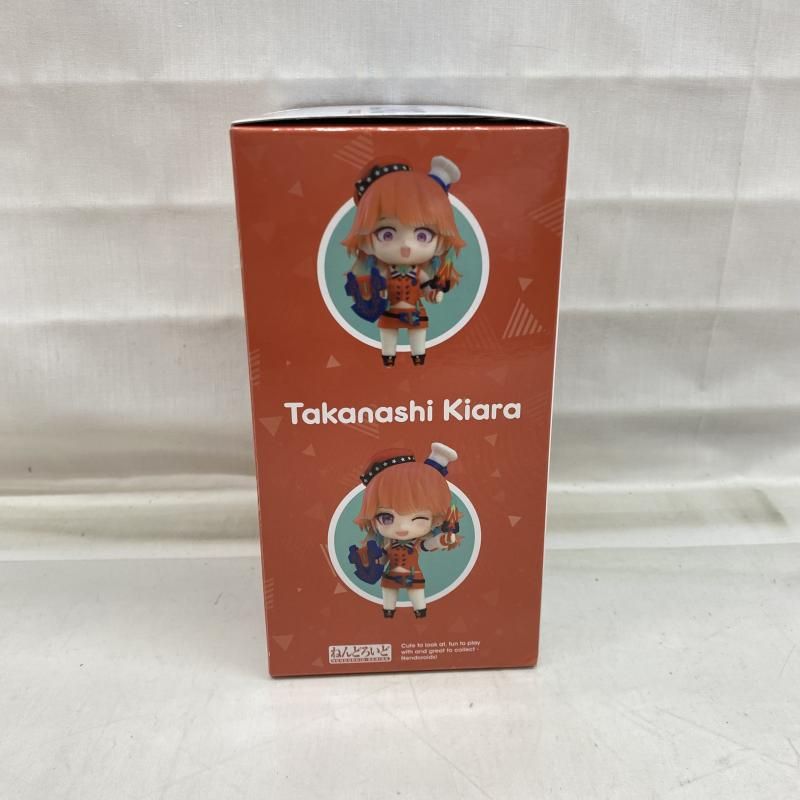 Takanashi Kiara
ねんどろいど
NENDOROID SERIES
Cute to look at, fun to play
with and great to collect -
Nendoroids!